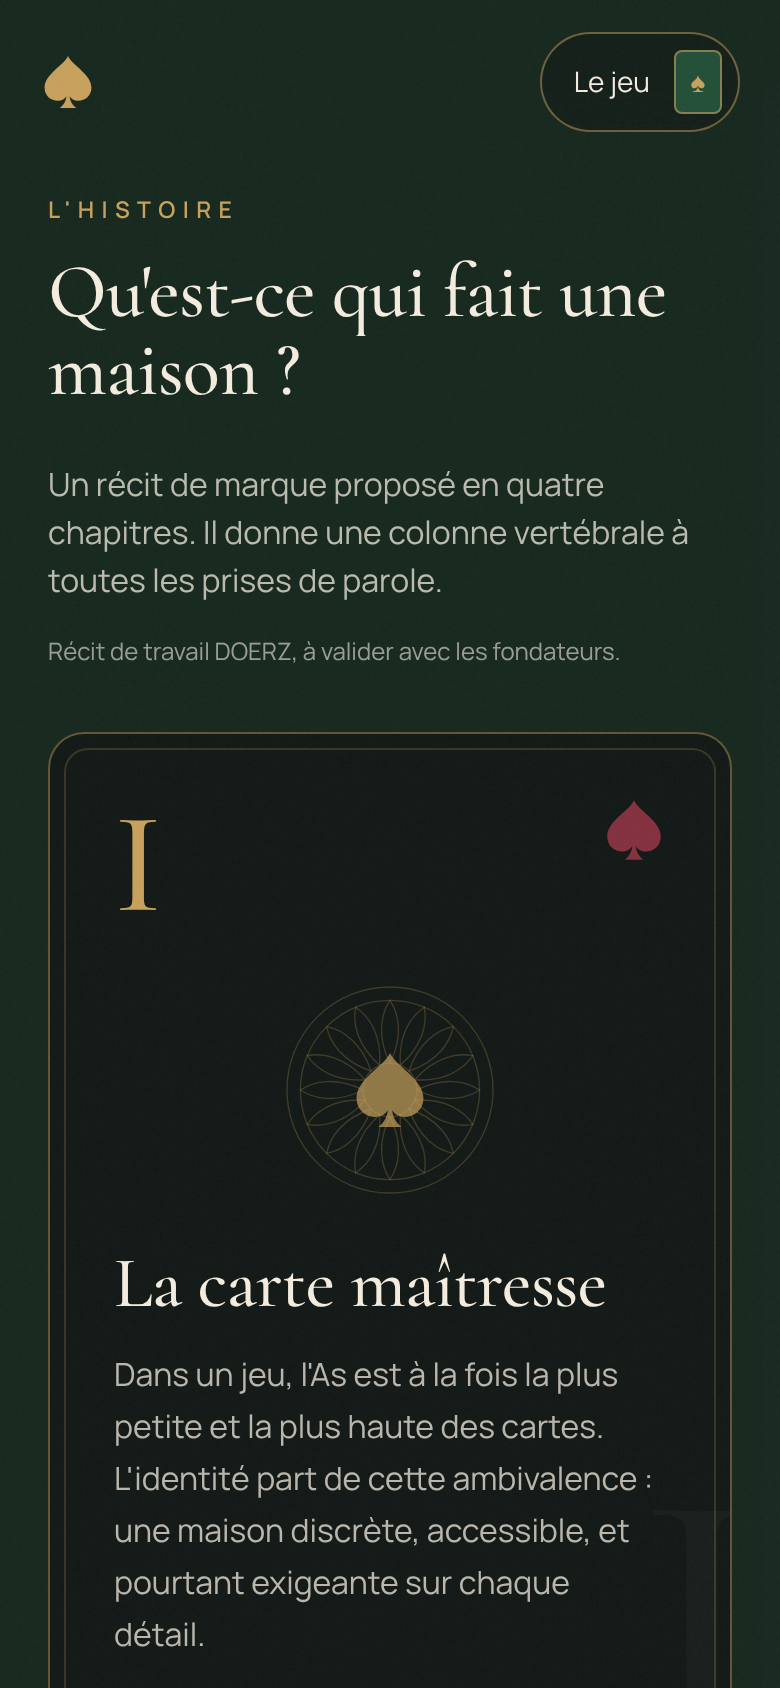 Le jeu
L'HISTOIRE
Qu'est-ce qui fait une
maison ?
Un récit de marque proposé en quatre
chapitres. Il donne une colonne vertébrale à
toutes les prises de parole.
Récit de travail DOERZ, à valider avec les fondateurs.
I
La carte maîtresse
Dans un jeu, l'As est à la fois la plus
petite et la plus haute des cartes.
L'identité part de cette ambivalence :
une maison discrète, accessible, et
pourtant exigeante sur chaque
détail.